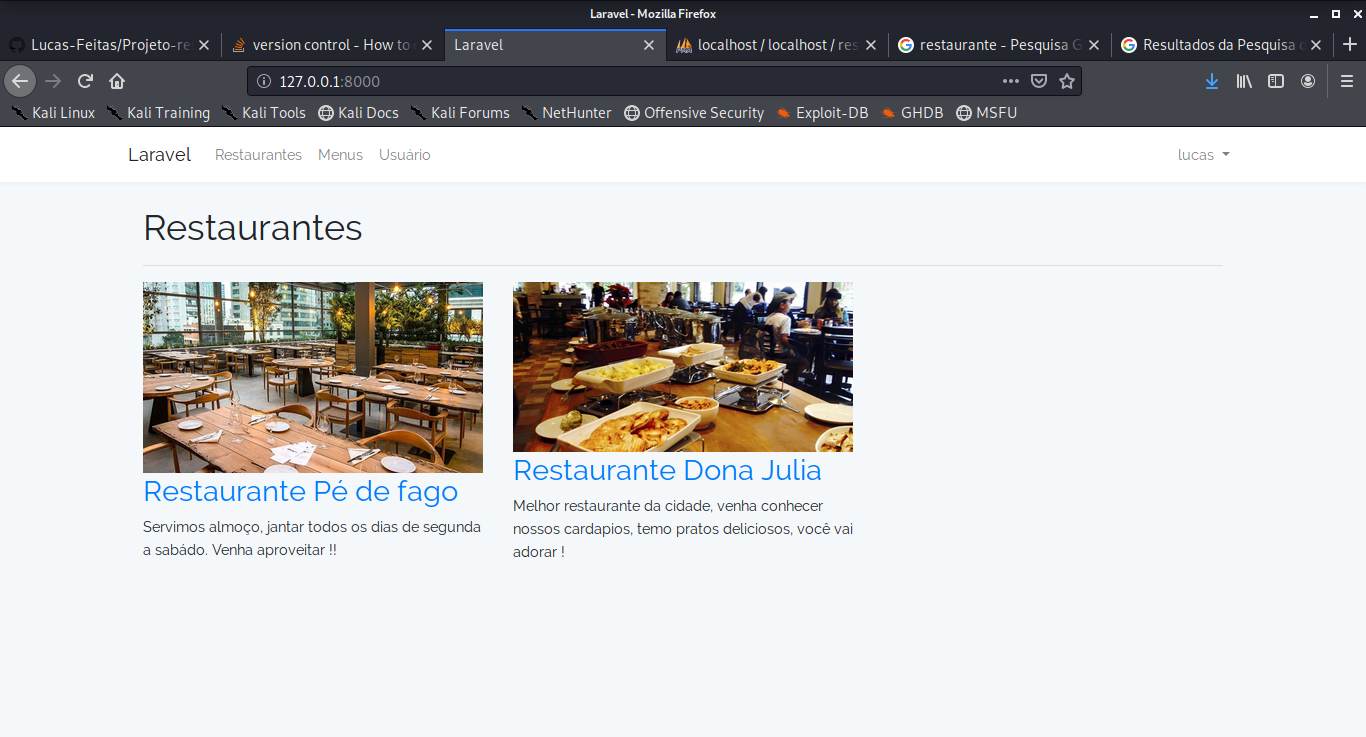 Laravel - Mozilla Firefox
Lucas-Feitas/Projeto-re
version control - How to
Laravel
localhost / localhost / res
restaurante - Pesquisa G
Resultados da Pesquisa
127.0.0.1:8000
Kali Linux
Kali Training
Kali Tools
Kali Docs
Kali Forums
NetHunter
Offensive Security
Exploit-DB
GHDB
MSFU
Laravel
Restaurantes
Menus
Usuário
lucas
Restaurantes
Restaurante Pé de fago
Servimos almoço, jantar todos os dias de segunda
a sabádo. Venha aproveitar !!
Restaurante Dona Julia
Melhor restaurante da cidade, venha conhecer
nossos cardapios, temo pratos deliciosos, você vai
adorar !